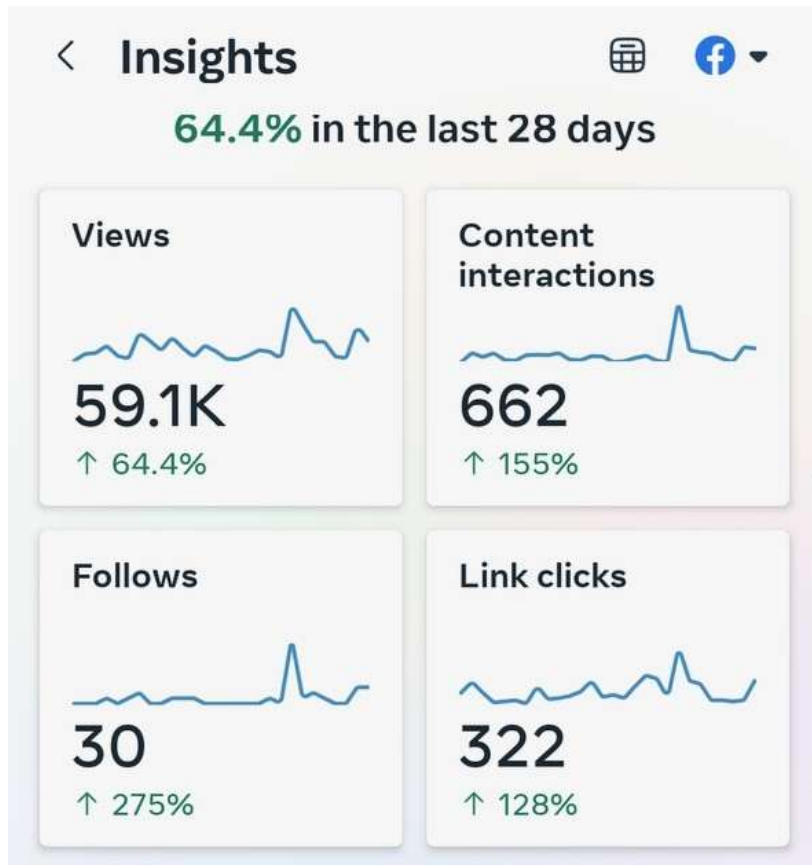 Insights
64.4% in the last 28 days
Views
59.1K
↑ 64.4%
Content
interactions
662
↑ 155%
Follows
30
↑ 275%
Link clicks
322
↑ 128%